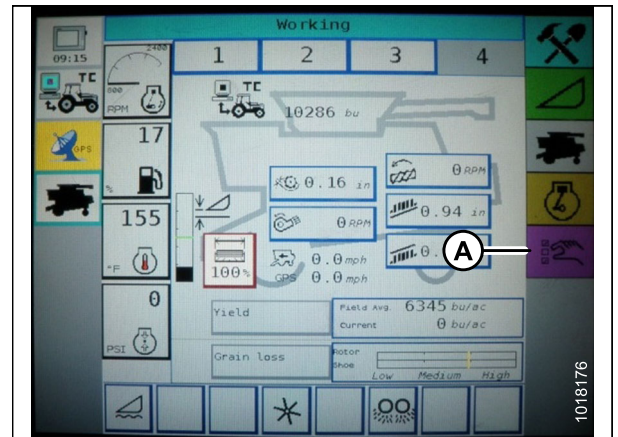 Working
09:15
2400
1 2 3 4
TC
TC
800
RPM
10286 bu
GPS
17
%
0.16 in
0 RPM
155
0 RPM
0.94 in
°F
100%
0.0 mph
0.
A
GPS 0.0 mph
0
Yield
Field Avg. 6345 bu/ac
Current 0 bu/ac
PSI
Grain loss
Rotor
Shoe
Low Medium High
1018176